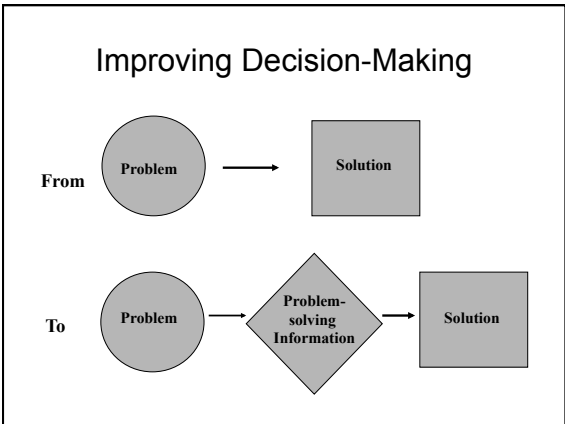 Improving Decision-Making
From
Problem
Solution
To
Problem
Problem-
solving
Information
Solution